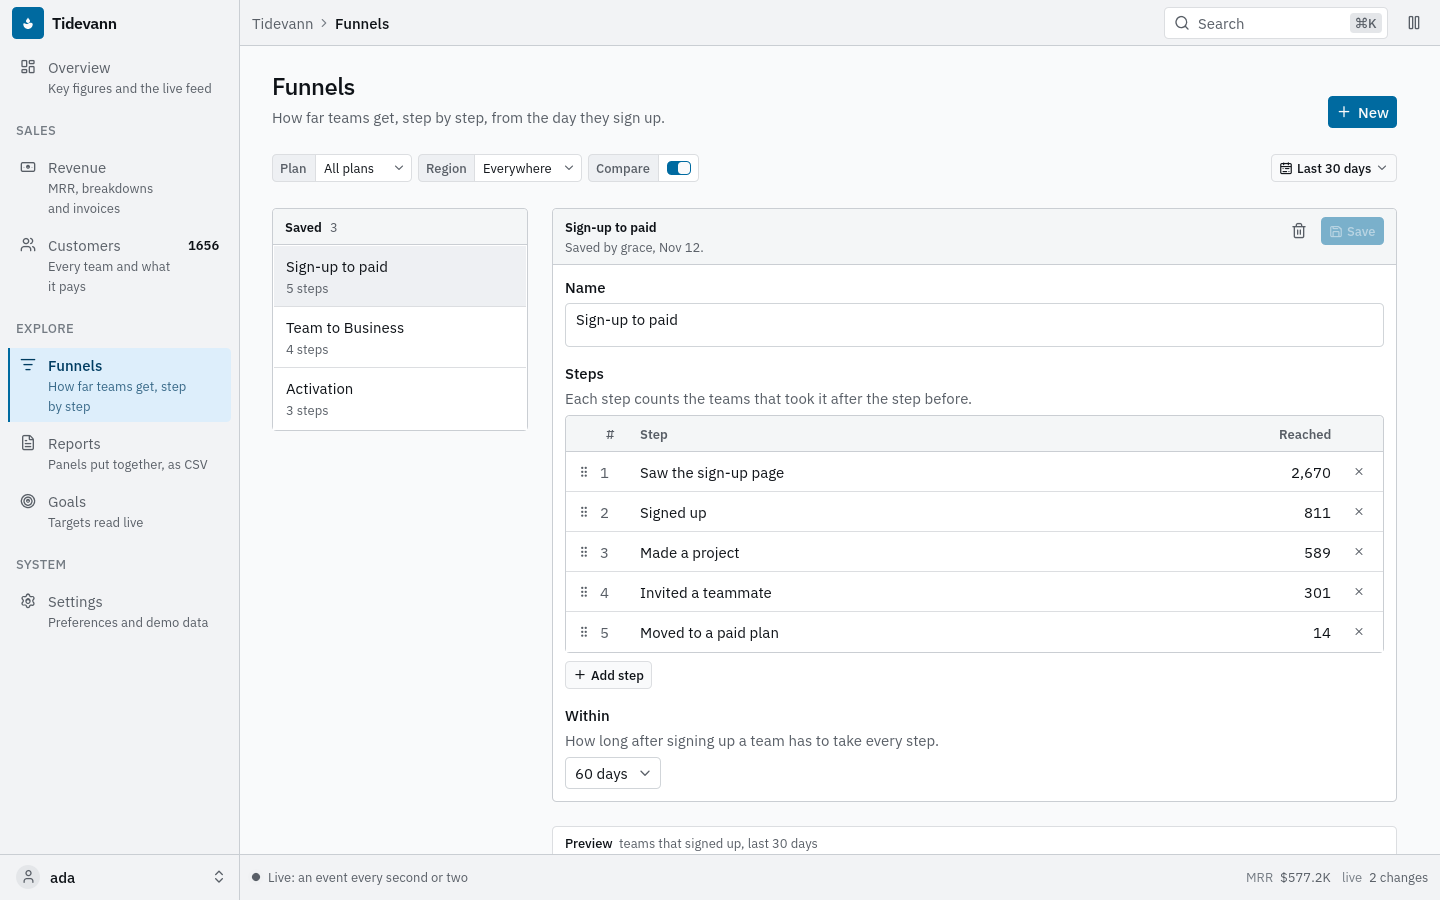 Tidevann
Overview
Key figures and the live feed
SALES
Revenue
MRR, breakdowns
and invoices
Customers 1656
Every team and what
it pays
EXPLORE
Funnels
How far teams get, step
by step
Reports
Panels put together, as CSV
Goals
Targets read live
SYSTEM
Settings
Preferences and demo data
ada
Tidevann > Funnels
Search ⌘K
Funnels
How far teams get, step by step, from the day they sign up.
+ New
Plan All plans Region Everywhere Compare
Last 30 days
Saved 3
Sign-up to paid
5 steps
Team to Business
4 steps
Activation
3 steps
Sign-up to paid
Saved by grace, Nov 12.
Save
Name
Sign-up to paid
Steps
Each step counts the teams that took it after the step before.
# Step Reached
1 Saw the sign-up page 2,670 ×
2 Signed up 811 ×
3 Made a project 589 ×
4 Invited a teammate 301 ×
5 Moved to a paid plan 14 ×
+ Add step
Within
How long after signing up a team has to take every step.
60 days
Preview teams that signed up, last 30 days
Live: an event every second or two
MRR $577.2K live 2 changes